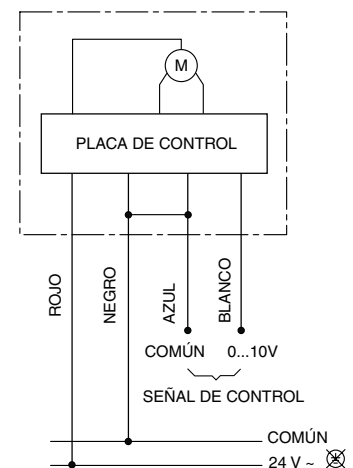 M
PLACA DE CONTROL
ROJO
NEGRO
AZUL
BLANCO
COMÚN 0...10V
SEÑAL DE CONTROL
COMÚN
24 V ~